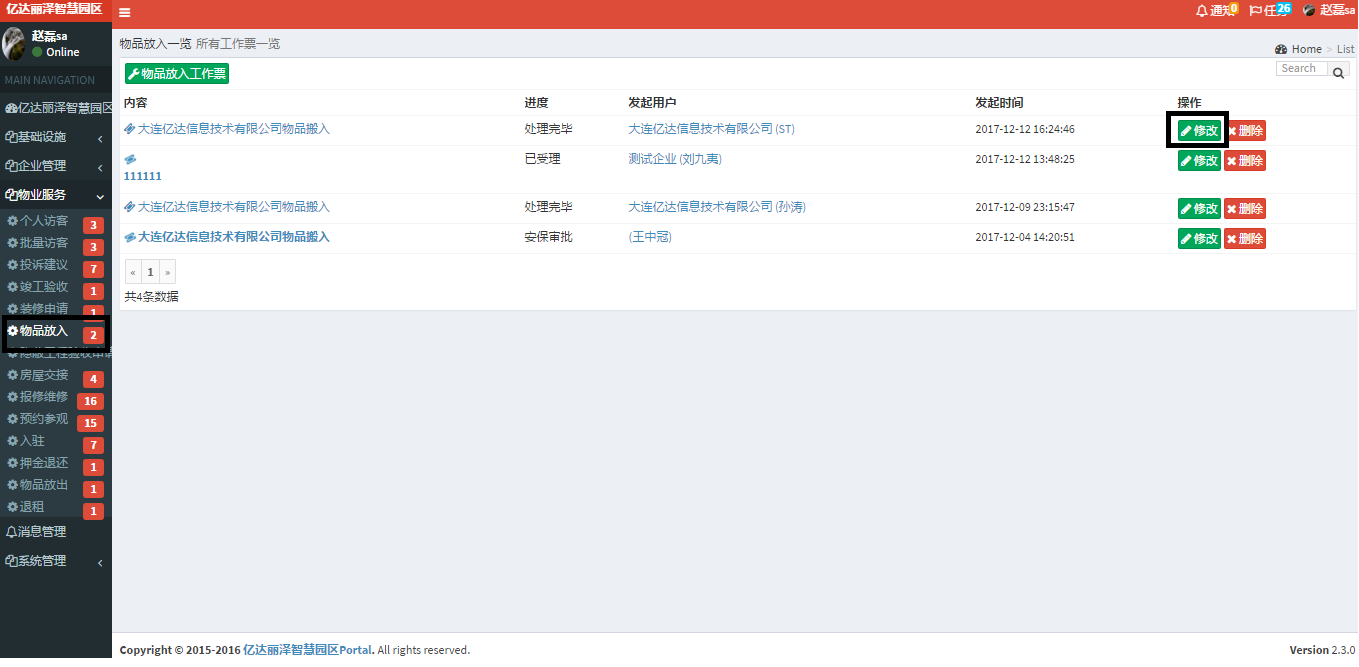 亿达丽泽智慧园区
通知 0 任务 26 赵磊sa
赵磊sa
Online
MAIN NAVIGATION
亿达丽泽智慧园区
基础设施
企业管理
物业服务
个人访客 3
批量访客 3
投诉建议 7
竣工验收 1
装修申请 1
物品放入 2
隐蔽工程验收申请
房屋交接 4
报修维修 16
预约参观 15
入驻 7
押金退还 1
物品放出 1
退租 1
消息管理
系统管理
物品放入一览 所有工作票一览
Home > List
物品放入工作票
Search
内容 进度 发起用户 发起时间 操作
大连亿达信息技术有限公司物品搬入 处理完毕 大连亿达信息技术有限公司 (ST) 2017-12-12 16:24:46 修改 删除
111111 已受理 测试企业 (刘九夷) 2017-12-12 13:48:25 修改 删除
大连亿达信息技术有限公司物品搬入 处理完毕 大连亿达信息技术有限公司 (孙涛) 2017-12-09 23:15:47 修改 删除
大连亿达信息技术有限公司物品搬入 安保审批 (王中冠) 2017-12-04 14:20:51 修改 删除
« 1 »
共4条数据
Copyright © 2015-2016 亿达丽泽智慧园区Portal. All rights reserved.
Version 2.3.0